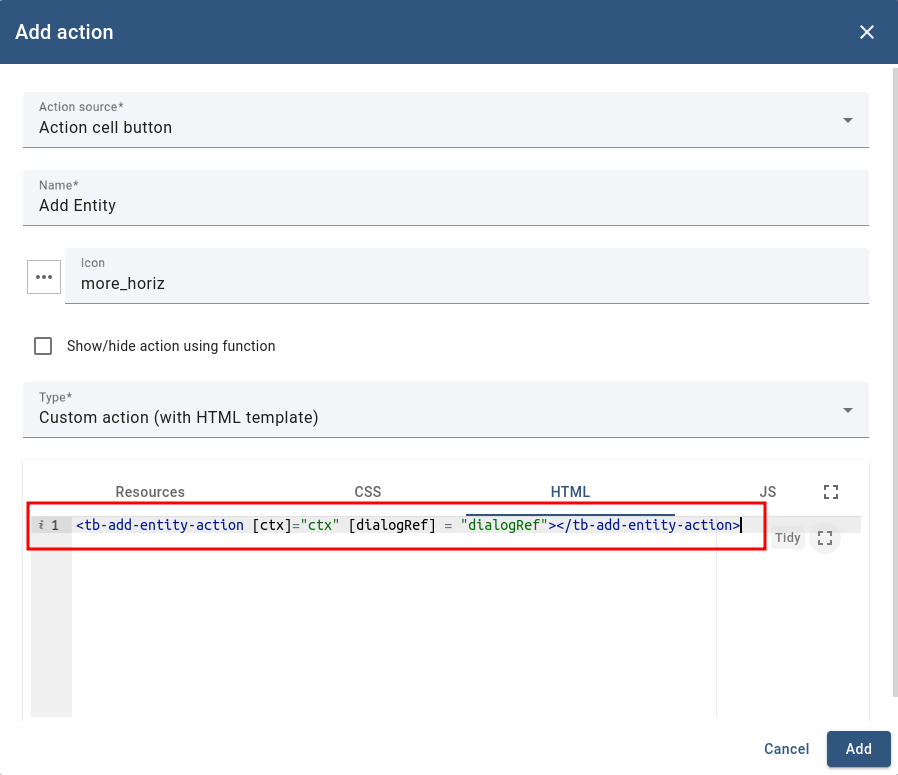 Add action
Action source*
Action cell button
Name*
Add Entity
Icon
more_horiz
Show/hide action using function
Type*
Custom action (with HTML template)
Resources CSS HTML JS
i 1 <tb-add-entity-action [ctx]="ctx" [dialogRef] = "dialogRef"></tb-add-entity-action>
Tidy
Cancel Add